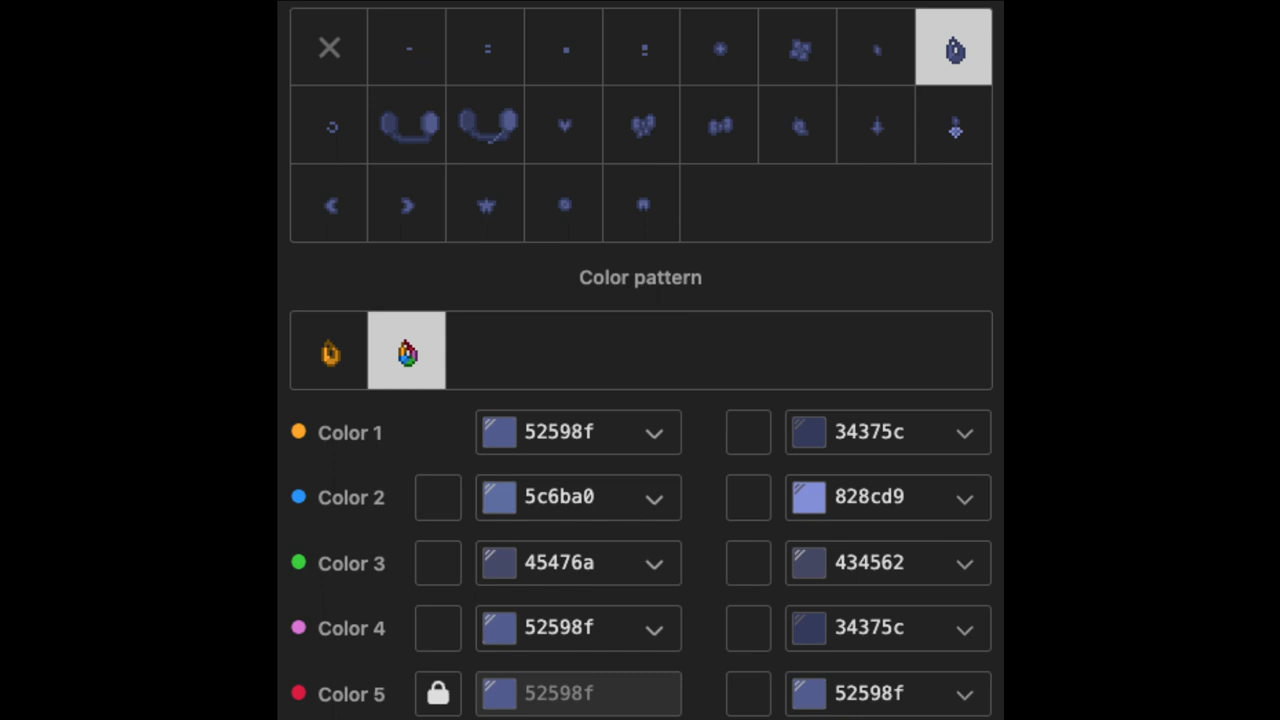 Color pattern
Color 1 52598f 34375c
Color 2 5c6ba0 828cd9
Color 3 45476a 434562
Color 4 52598f 34375c
Color 5 52598f 52598f